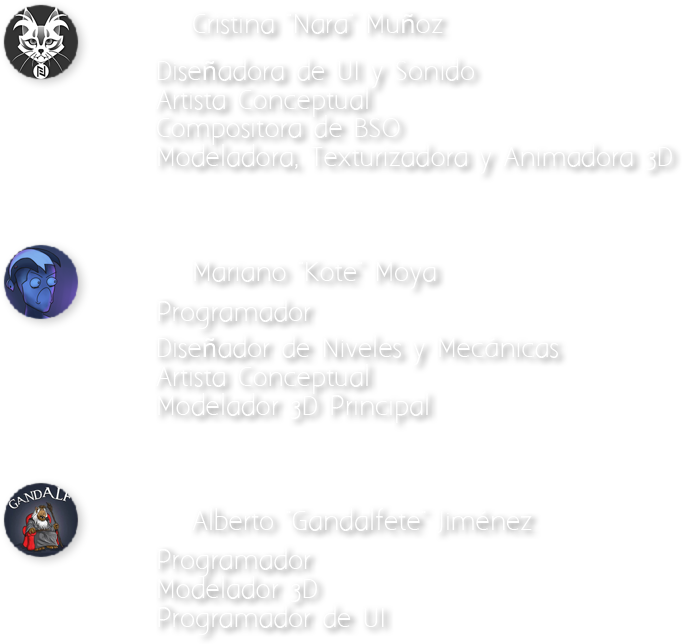 Cristina "Nara" Muñoz
Diseñadora de UI y Sonido
Artista Conceptual
Compositora de BSO
Modeladora, Texturizadora y Animadora 3D
Mariano "Kote" Moya
Programador
Diseñador de Niveles y Mecánicas
Artista Conceptual
Modelador 3D Principal
GANDALF
Alberto "Gandalfete" Jiménez
Programador
Modelador 3D
Programador de UI